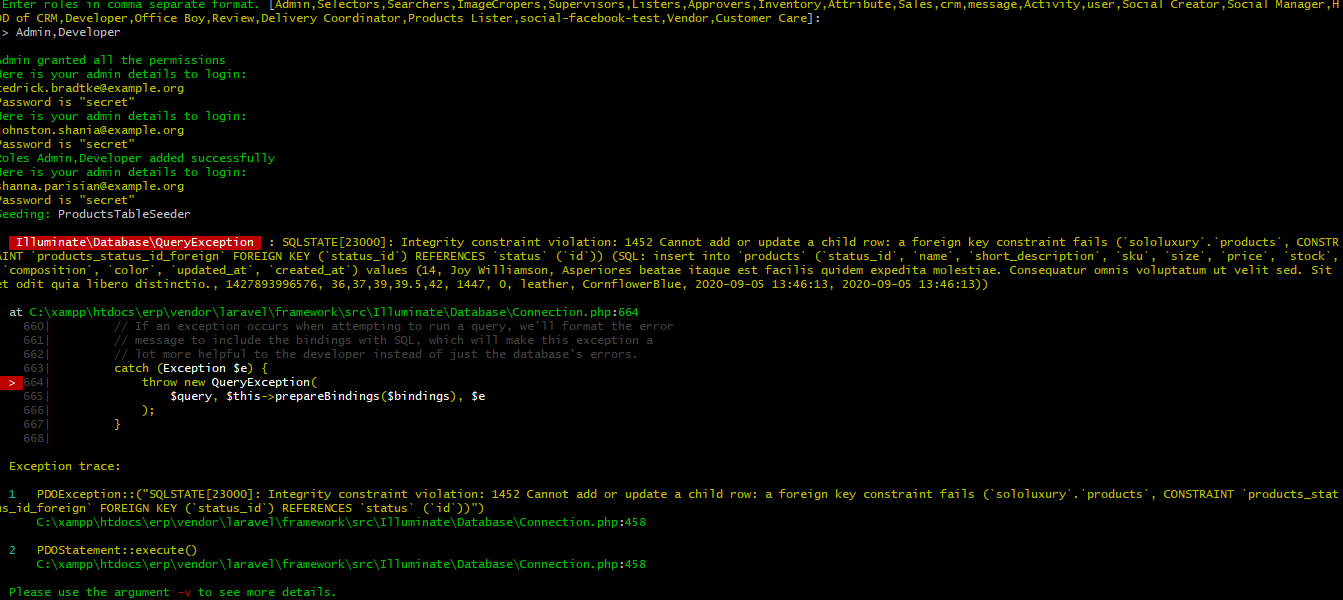 Enter roles in comma separate format. [Admin,Selectors,Searchers,ImageCropers,Supervisors,Listers,Approvers,Inventory,Attribute,Sales,crm,message,Activity,user,Social Creator,Social Manager,H
OD of CRM,Developer,Office Boy,Review,Delivery Coordinator,Products Lister,social-facebook-test,Vendor,Customer Care]:
> Admin,Developer
Admin granted all the permissions
Here is your admin details to login:
cedrick.bradtke@example.org
Password is "secret"
Here is your admin details to login:
johnston.shania@example.org
Password is "secret"
Roles Admin,Developer added successfully
Here is your admin details to login:
shanna.parisian@example.org
Password is "secret"
Seeding: ProductsTableSeeder
Illuminate\Database\QueryException : SQLSTATE[23000]: Integrity constraint violation: 1452 Cannot add or update a child row: a foreign key constraint fails (`sololuxury`.`products`, CONSTR
AINT `products_status_id_foreign` FOREIGN KEY (`status_id`) REFERENCES `status` (`id`)) (SQL: insert into `products` (`status_id`, `name`, `short_description`, `sku`, `size`, `price`, `stock`,
`composition`, `color`, `updated_at`, `created_at`) values (14, Joy Williamson, Asperiores beatae itaque est facilis quidem expedita molestiae. Consequatur omnis voluptatum ut velit sed. Sit
et odit quia libero distinctio., 1427893996576, 36,37,39,39.5,42, 1447, 0, leather, CornflowerBlue, 2020-09-05 13:46:13, 2020-09-05 13:46:13))
at C:\xampp\htdocs\erp\vendor\laravel\framework\src\Illuminate\Database\Connection.php:664
660| // If an exception occurs when attempting to run a query, we'll format the error
661| // message to include the bindings with SQL, which will make this exception a
662| // lot more helpful to the developer instead of just the database's errors.
663| catch (Exception $e) {
> 664| throw new QueryException(
665| $query, $this->prepareBindings($bindings), $e
666| );
667| }
668|
Exception trace:
1 PDOException::("SQLSTATE[23000]: Integrity constraint violation: 1452 Cannot add or update a child row: a foreign key constraint fails (`sololuxury`.`products`, CONSTRAINT `products_stat
us_id_foreign` FOREIGN KEY (`status_id`) REFERENCES `status` (`id`))")
C:\xampp\htdocs\erp\vendor\laravel\framework\src\Illuminate\Database\Connection.php:458
2 PDOStatement::execute()
C:\xampp\htdocs\erp\vendor\laravel\framework\src\Illuminate\Database\Connection.php:458
Please use the argument -v to see more details.